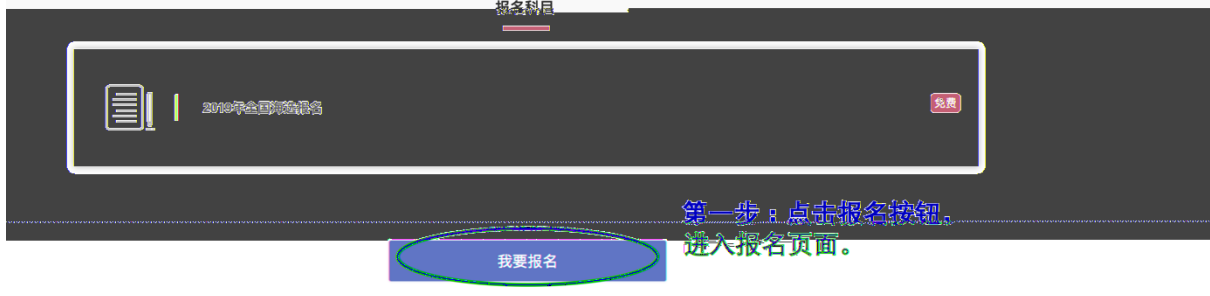 报名科目
2019年全国海选报名
免费
第一步：点击报名按钮，
进入报名页面。
我要报名